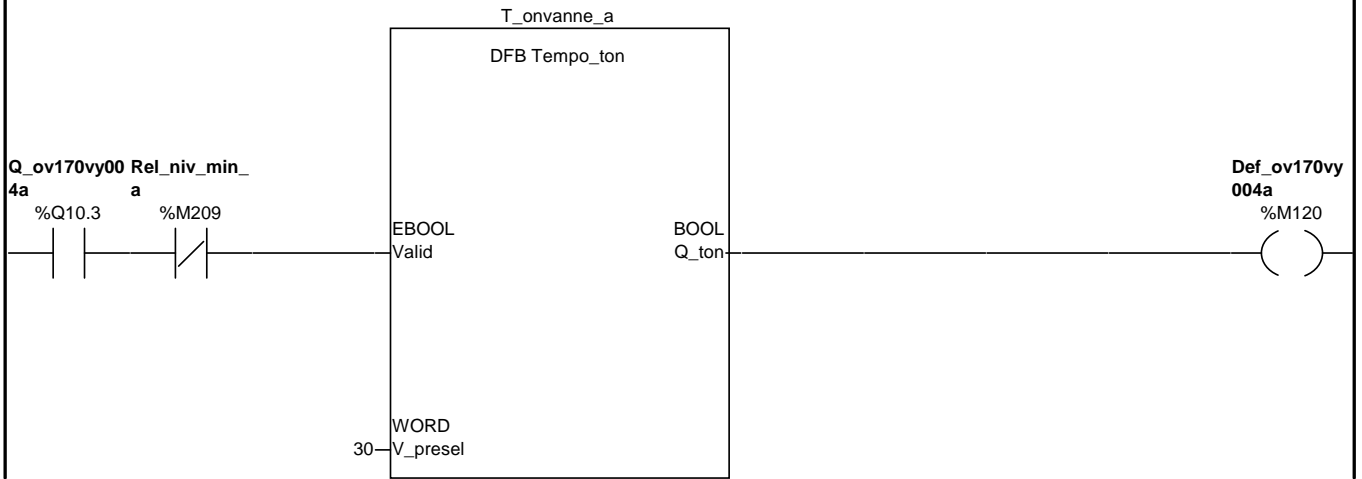 T_onvanne_a
DFB Tempo_ton
Q_ov170vy00 Rel_niv_min_
4a a
%Q10.3 %M209
Def_ov170vy
004a
%M120
EBOOL BOOL
Valid Q_ton
WORD
30 V_presel